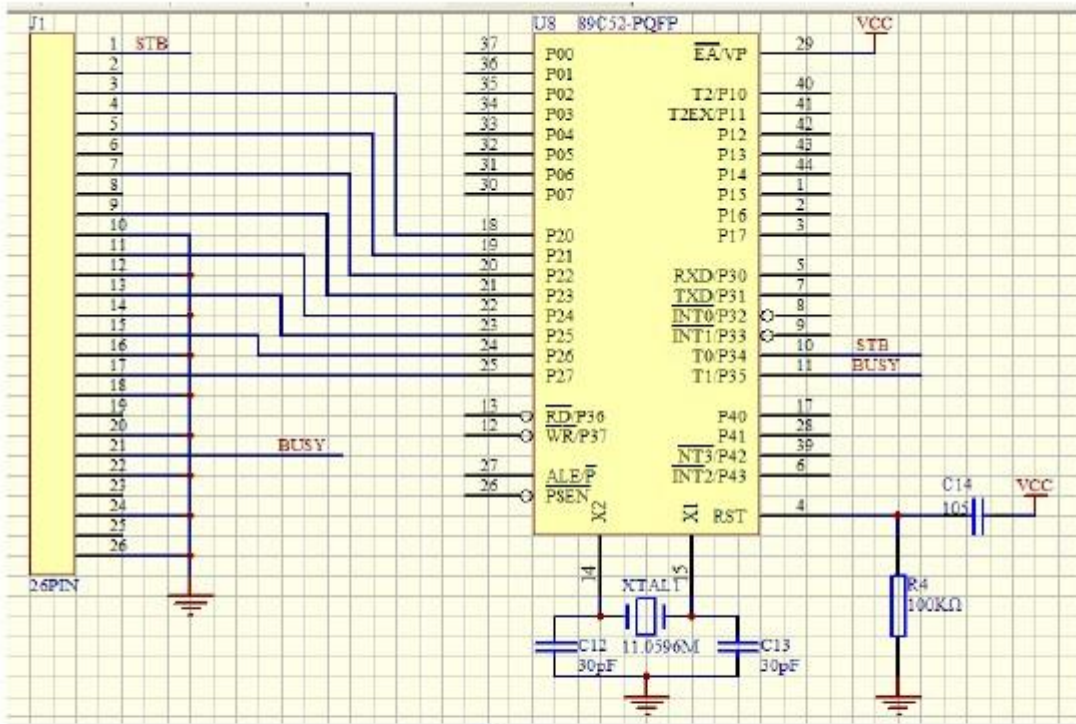 J1
1 STB
2
3
4
5
6
7
8
9
10
11
12
13
14
15
16
17
18
19
20
21 BUSY
22
23
24
25
26
26PIN
U8 89C52-PQFP
37 P00
36 P01
35 P02
34 P03
33 P04
32 P05
31 P06
30 P07
18 P20
19 P21
20 P22
21 P23
22 P24
23 P25
24 P26
25 P27
13 RD/P36
12 WR/P37
27 ALE/P
26 PSEN
EA/VP 29 VCC
T2/P10 40
T2EX/P11 41
P12 42
P13 43
P14 44
P15 1
P16 2
P17 3
RXD/P30 5
TXD/P31 7
INT0/P32 8
INT1/P33 9
T0/P34 10 STB
T1/P35 11 BUSY
P40 17
P41 28
NT3/P42 39
INT2/P43 6
RST 4
X2 X1
14 15
XTAL1
11.0596M
C12
30pF
C13
30pF
C14
105
VCC
R4
100KΩ